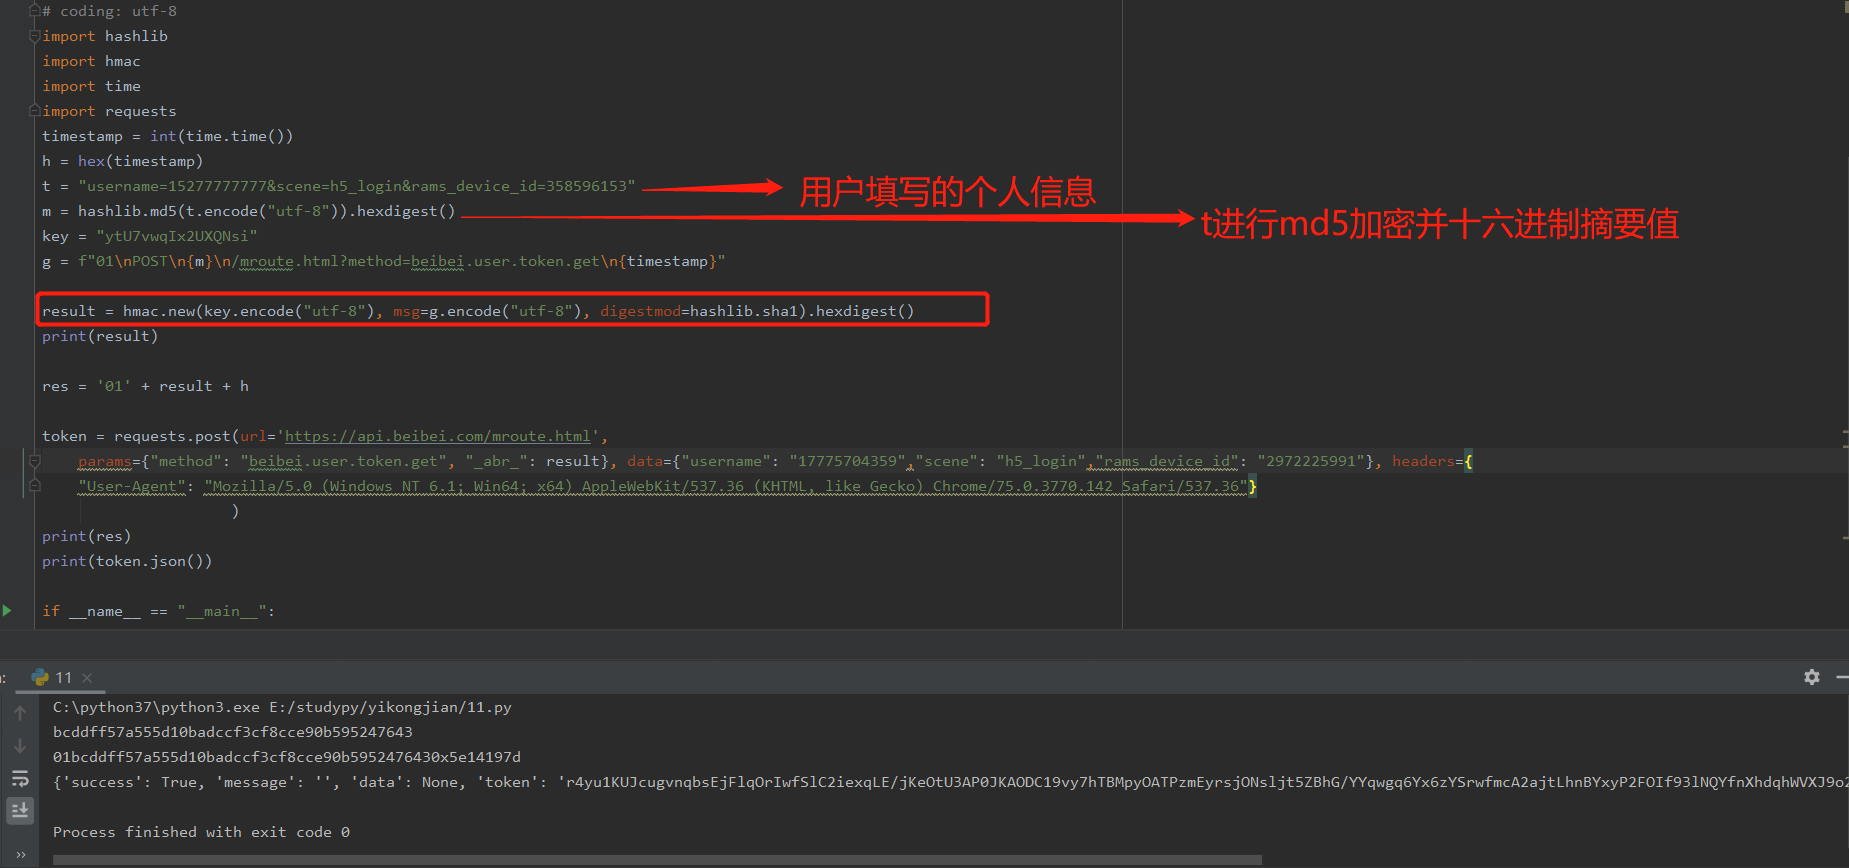 # coding: utf-8
import hashlib
import hmac
import time
import requests
timestamp = int(time.time())
h = hex(timestamp)
t = "username=15277777777&scene=h5_login&rams_device_id=358596153"
用户填写的个人信息
m = hashlib.md5(t.encode("utf-8")).hexdigest()
t进行md5加密并十六进制摘要值
key = "ytU7vwqIx2UXQNsi"
g = f"01\nPOST\n{m}\n/mroute.html?method=beibei.user.token.get\n{timestamp}"
result = hmac.new(key.encode("utf-8"), msg=g.encode("utf-8"), digestmod=hashlib.sha1).hexdigest()
print(result)
res = '01' + result + h
token = requests.post(url='https://api.beibei.com/mroute.html',
params={"method": "beibei.user.token.get", "_abr_": result}, data={"username": "17775704359","scene": "h5_login","rams_device_id": "2972225991"}, headers={
"User-Agent": "Mozilla/5.0 (Windows NT 6.1; Win64; x64) AppleWebKit/537.36 (KHTML, like Gecko) Chrome/75.0.3770.142 Safari/537.36"}
)
print(res)
print(token.json())
if __name__ == "__main__":
11
C:\python37\python3.exe E:/studypy/yikongjian/11.py
bcddff57a555d10badccf3cf8cce90b595247643
01bcddff57a555d10badccf3cf8cce90b5952476430x5e14197d
{'success': True, 'message': '', 'data': None, 'token': 'r4yu1KUJcugvnqbsEjFlqOrIwfSlC2iexqLE/jKeOtU3AP0JKAODC19vy7hTBMpyOATPzmEyrsjONsljt5ZBhG/YYqwgq6Yx6zYSrwfmcA2ajtLhnBYxyP2FOIf93lNQYfnXhdqhWVXJ9o2
Process finished with exit code 0